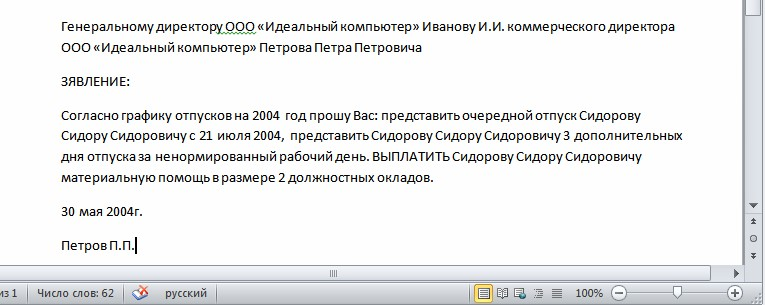 Генеральному директору ООО «Идеальный компьютер» Иванову И.И. коммерческого директора
ООО «Идеальный компьютер» Петрова Петра Петровича
ЗЯВЛЕНИЕ:
Согласно графику отпусков на 2004 год прошу Вас: представить очередной отпуск Сидорову
Сидору Сидоровичу с 21 июля 2004, представить Сидорову Сидору Сидоровичу 3 дополнительных
дня отпуска за ненормированный рабочий день. ВЫПЛАТИТЬ Сидорову Сидору Сидоровичу
материальную помощь в размере 2 должностных окладов.
30 мая 2004г.
Петров П.П.
из 1 Число слов: 62 русский 100%